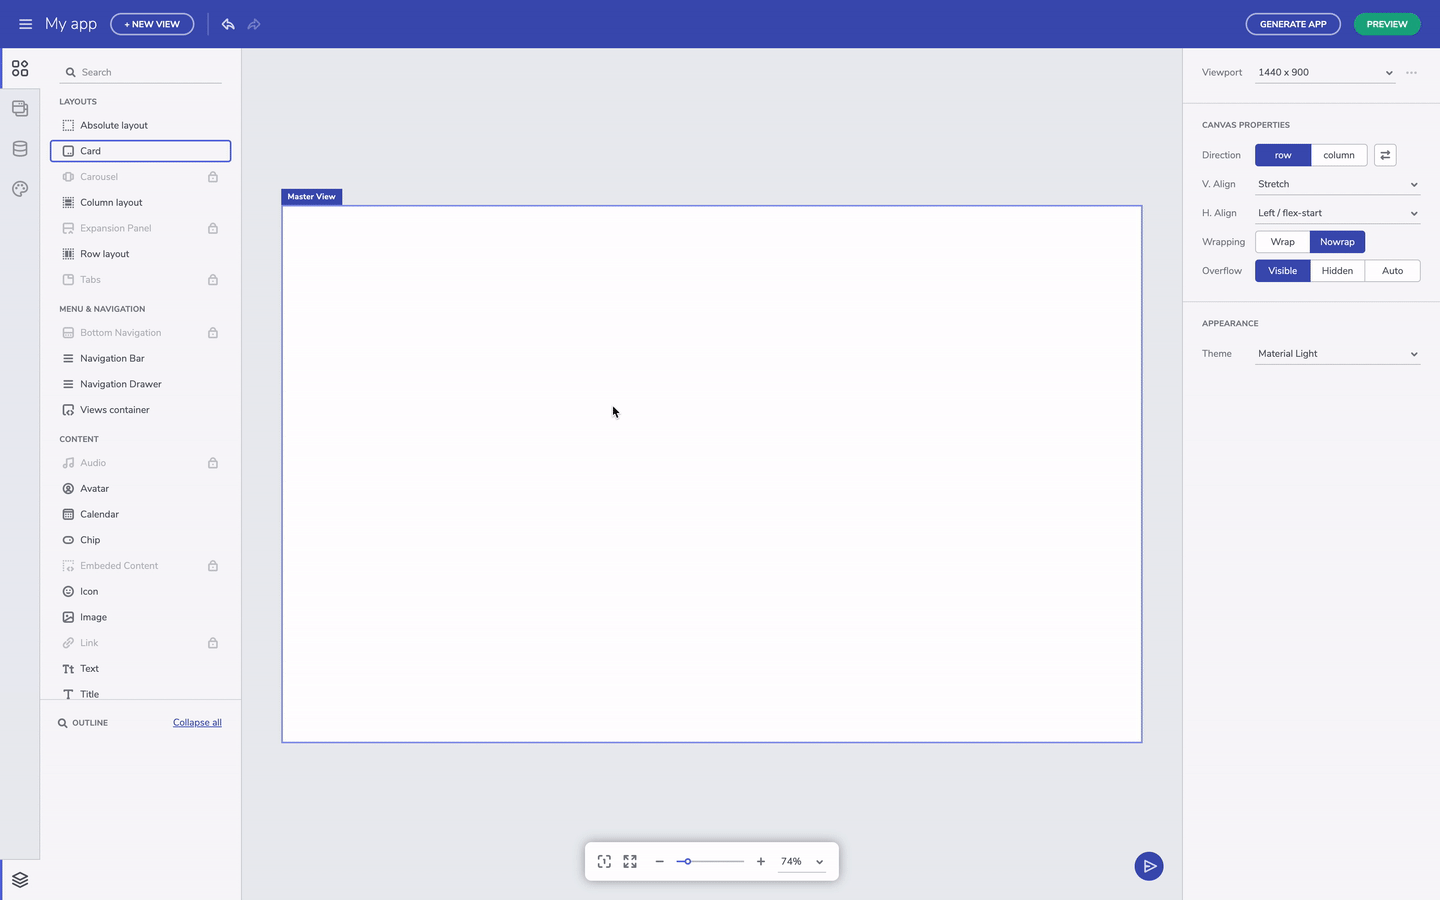 My app
+ NEW VIEW
GENERATE APP
PREVIEW
Search
LAYOUTS
Absolute layout
Card
Carousel
Column layout
Expansion Panel
Row layout
Tabs
MENU & NAVIGATION
Bottom Navigation
Navigation Bar
Navigation Drawer
Views container
CONTENT
Audio
Avatar
Calendar
Chip
Embeded Content
Icon
Image
Link
Text
Title
OUTLINE
Collapse all
Master View
74%
Viewport
1440 x 900
CANVAS PROPERTIES
Direction
row
column
V. Align
Stretch
H. Align
Left / flex-start
Wrapping
Wrap
Nowrap
Overflow
Visible
Hidden
Auto
APPEARANCE
Theme
Material Light